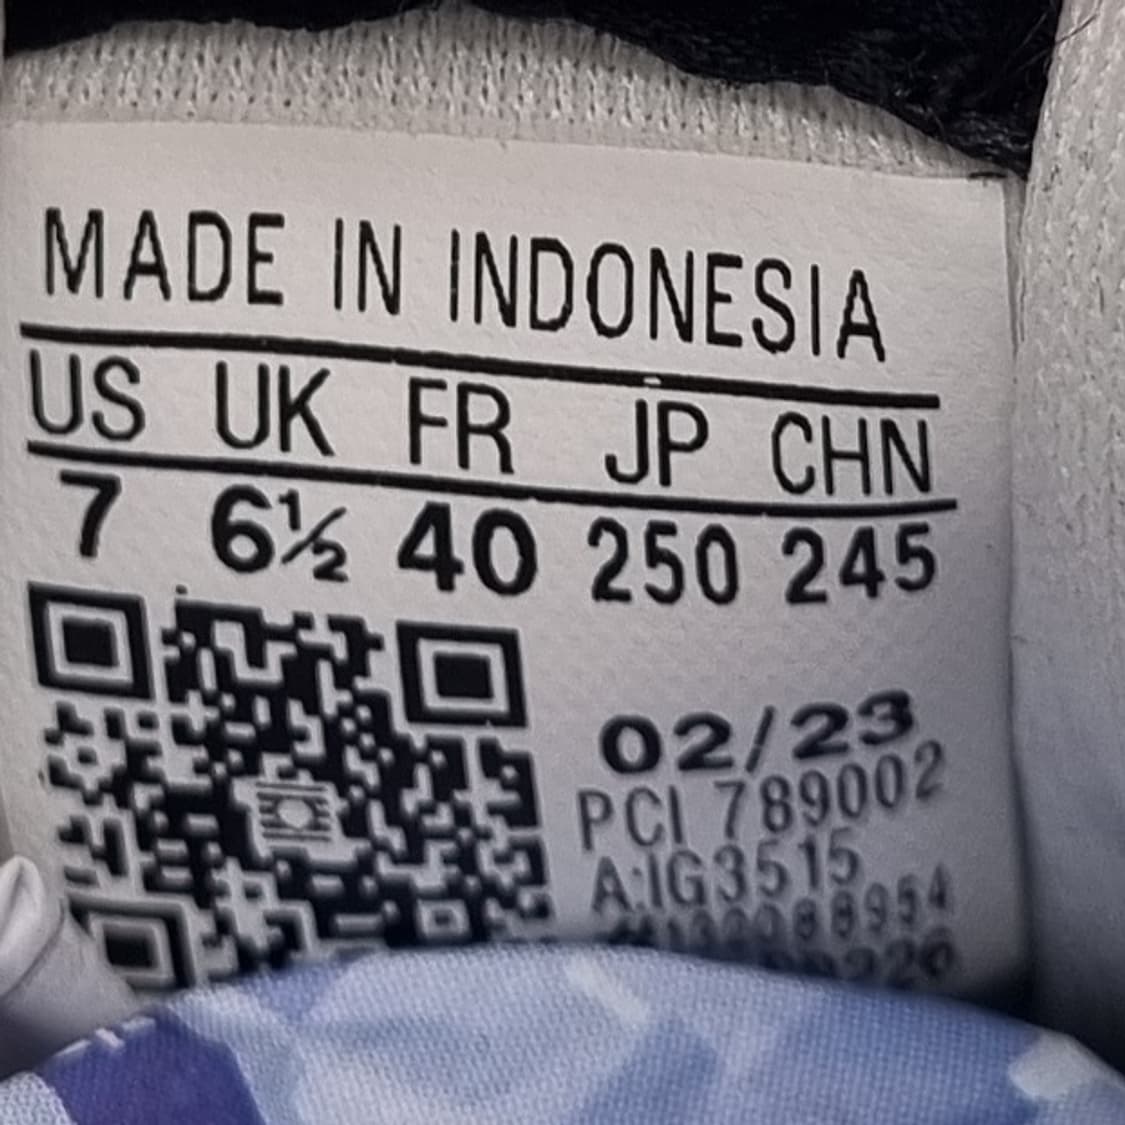 MADE IN INDONESIA
US UK FR JP CHN
7 6½ 40 250 245
02/23
PCI 789002
A:IG3515